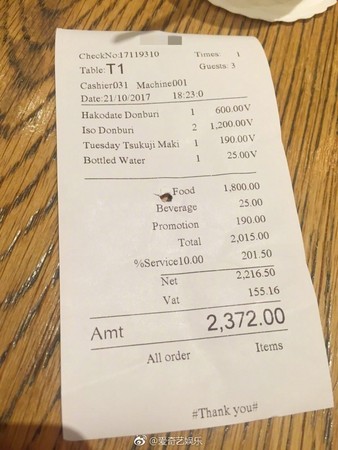 CheckNo:17119310 Times: 1
Table: T1 Guests: 3
Cashier031 Machine001
Date:21/10/2017 18:23:0
Hakodate Donburi 1 600.00V
Iso Donburi 2 1,200.00V
Tuesday Tsukuji Maki 1 190.00V
Bottled Water 1 25.00V
Food 1,800.00
Beverage 25.00
Promotion 190.00
Total 2,015.00
%Service10.00 201.50
Net 2,216.50
Vat 155.16
Amt 2,372.00
All order Items
#Thank you#
@爱奇艺娱乐